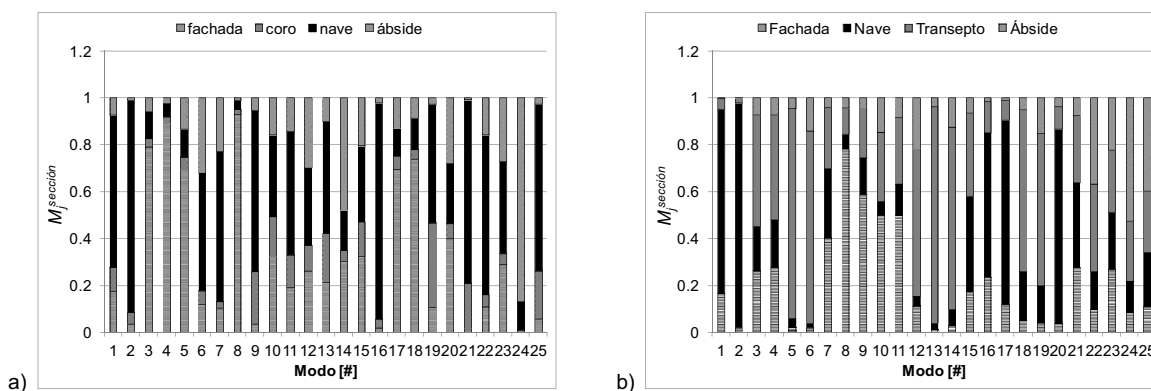 fachada coro nave ábside
1.2
1
0.8
0.6
0.4
0.2
0
M_j^sección
1 2 3 4 5 6 7 8 9 10 11 12 13 14 15 16 17 18 19 20 21 22 23 24 25
Modo [#]
a)
Fachada Nave Transepto Ábside
1.2
1
0.8
0.6
0.4
0.2
0
M_j^sección
1 2 3 4 5 6 7 8 9 10 11 12 13 14 15 16 17 18 19 20 21 22 23 24 25
Modo [#]
b)